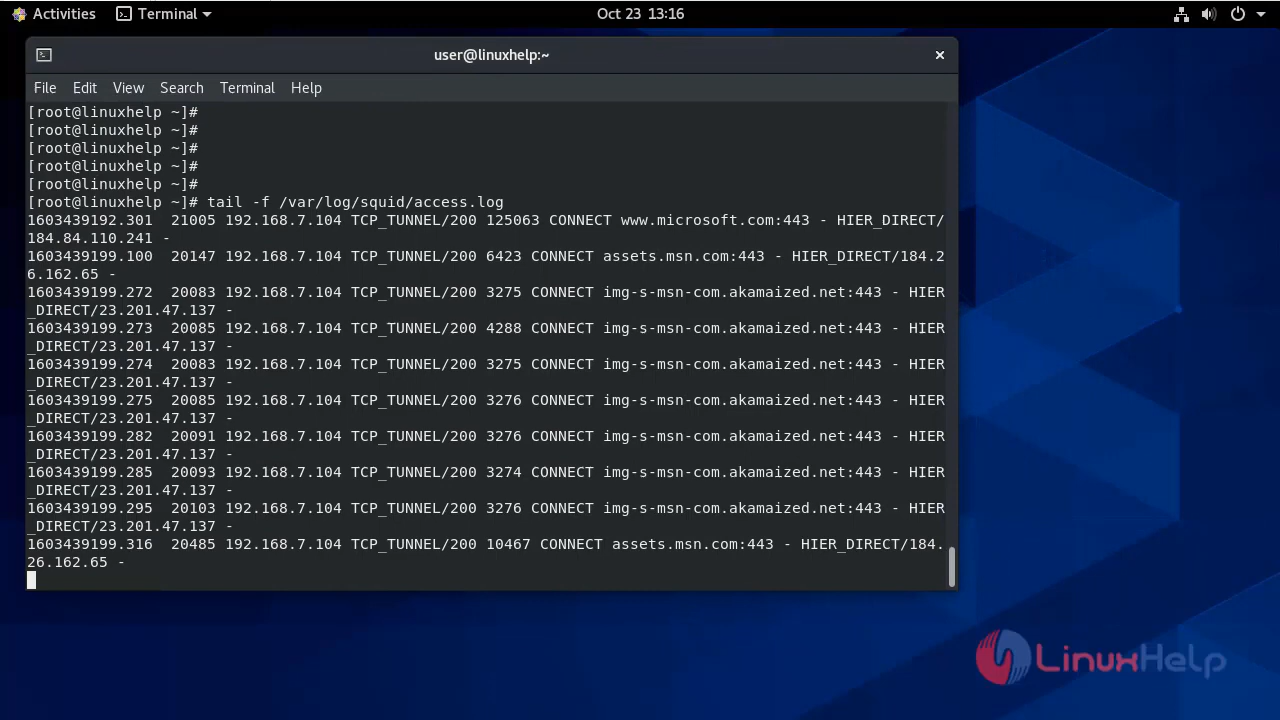 Activities Terminal Oct 23 13:16
user@linuxhelp:~ ×
File Edit View Search Terminal Help
[root@linuxhelp ~]#
[root@linuxhelp ~]#
[root@linuxhelp ~]#
[root@linuxhelp ~]#
[root@linuxhelp ~]#
[root@linuxhelp ~]# tail -f /var/log/squid/access.log
1603439192.301  21005 192.168.7.104 TCP_TUNNEL/200 125063 CONNECT www.microsoft.com:443 - HIER_DIRECT/
184.84.110.241 -
1603439199.100  20147 192.168.7.104 TCP_TUNNEL/200 6423 CONNECT assets.msn.com:443 - HIER_DIRECT/184.2
6.162.65 -
1603439199.272  20083 192.168.7.104 TCP_TUNNEL/200 3275 CONNECT img-s-msn-com.akamaized.net:443 - HIER
_DIRECT/23.201.47.137 -
1603439199.273  20085 192.168.7.104 TCP_TUNNEL/200 4288 CONNECT img-s-msn-com.akamaized.net:443 - HIER
_DIRECT/23.201.47.137 -
1603439199.274  20083 192.168.7.104 TCP_TUNNEL/200 3275 CONNECT img-s-msn-com.akamaized.net:443 - HIER
_DIRECT/23.201.47.137 -
1603439199.275  20085 192.168.7.104 TCP_TUNNEL/200 3276 CONNECT img-s-msn-com.akamaized.net:443 - HIER
_DIRECT/23.201.47.137 -
1603439199.282  20091 192.168.7.104 TCP_TUNNEL/200 3276 CONNECT img-s-msn-com.akamaized.net:443 - HIER
_DIRECT/23.201.47.137 -
1603439199.285  20093 192.168.7.104 TCP_TUNNEL/200 3274 CONNECT img-s-msn-com.akamaized.net:443 - HIER
_DIRECT/23.201.47.137 -
1603439199.295  20103 192.168.7.104 TCP_TUNNEL/200 3276 CONNECT img-s-msn-com.akamaized.net:443 - HIER
_DIRECT/23.201.47.137 -
1603439199.316  20485 192.168.7.104 TCP_TUNNEL/200 10467 CONNECT assets.msn.com:443 - HIER_DIRECT/184.
26.162.65 -
LinuxHelp